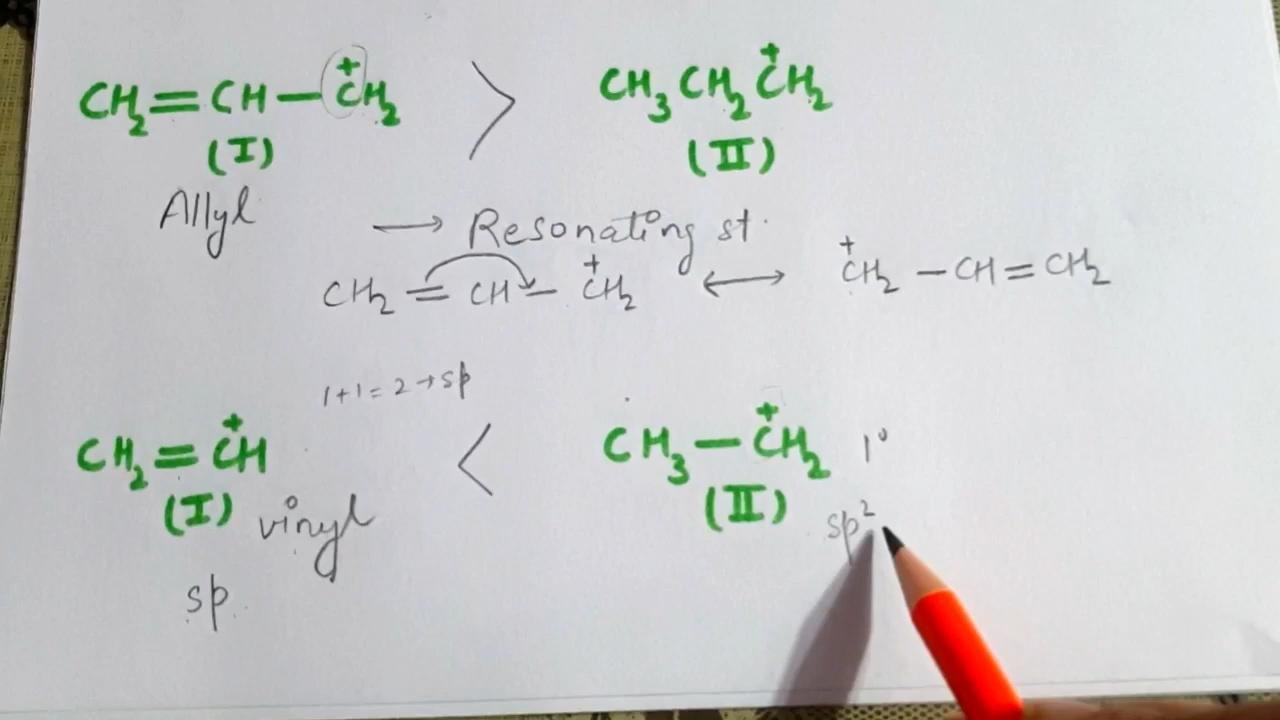 CH₂=CH–C⁺H₂ > CH₃CH₂C⁺H₂
(I) (II)
Allyl
→ Resonating st.
CH₂=CH–C⁺H₂ ↔ C⁺H₂–CH=CH₂
1+1=2→sp
CH₂=C⁺H < CH₃–C⁺H₂ 1°
(I) vinyl (II)
sp sp²